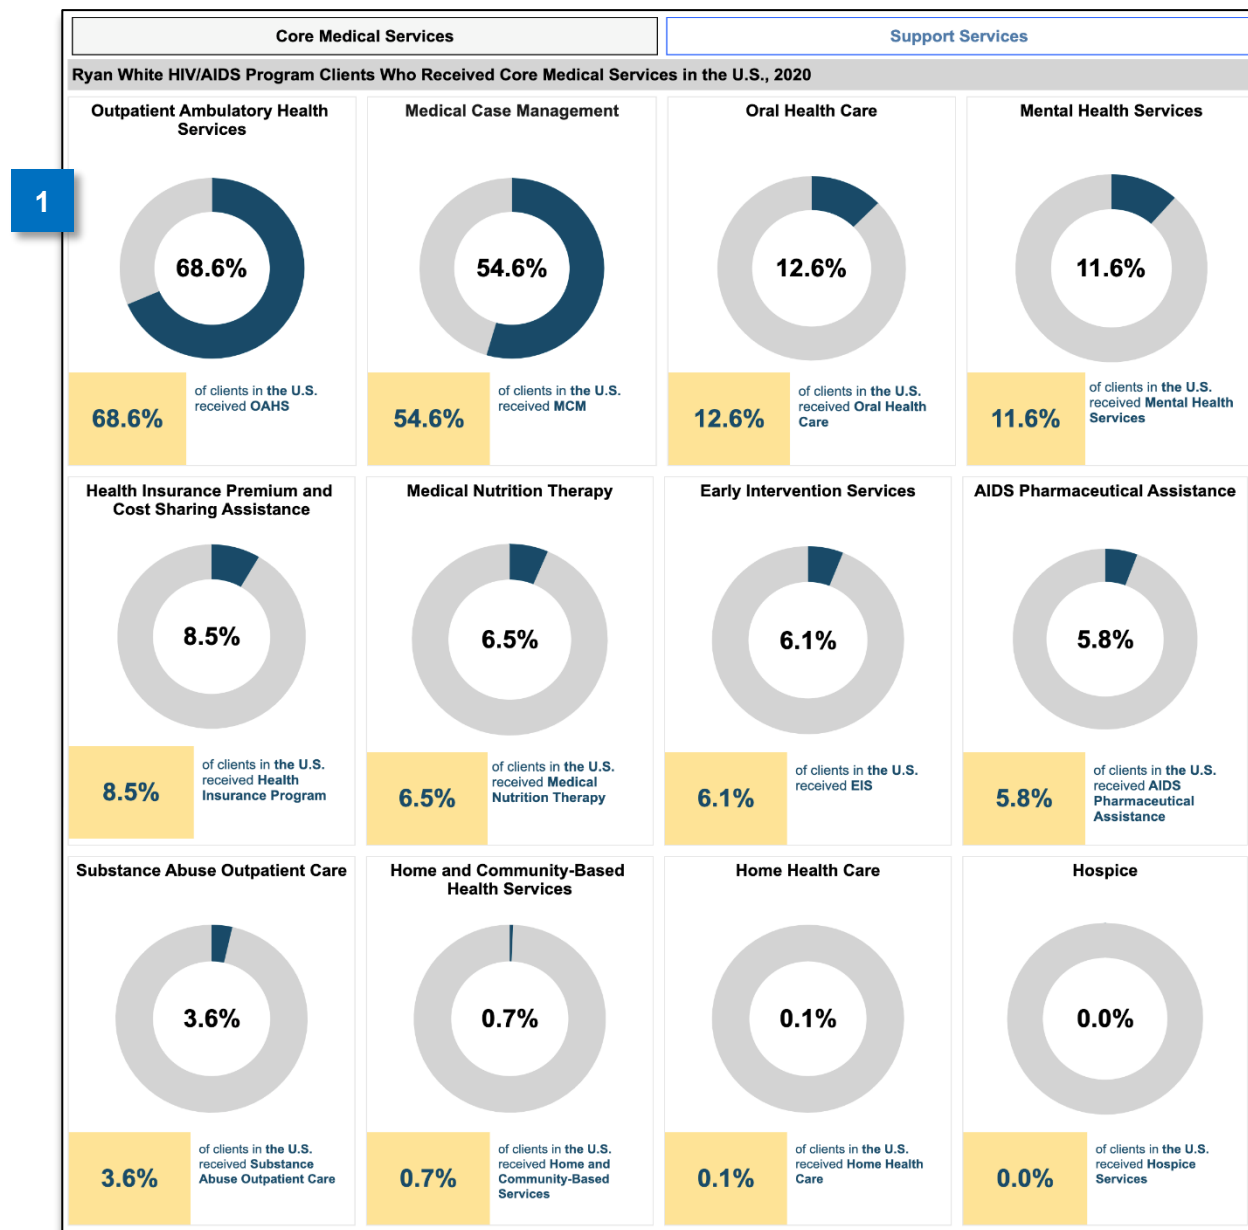 Core Medical Services
Support Services
Ryan White HIV/AIDS Program Clients Who Received Core Medical Services in the U.S., 2020
1
Outpatient Ambulatory Health
Services
68.6%
68.6%
of clients in the U.S.
received OAHS
Medical Case Management
54.6%
54.6%
of clients in the U.S.
received MCM
Oral Health Care
12.6%
12.6%
of clients in the U.S.
received Oral Health
Care
Mental Health Services
11.6%
11.6%
of clients in the U.S.
received Mental Health
Services
Health Insurance Premium and
Cost Sharing Assistance
8.5%
8.5%
of clients in the U.S.
received Health
Insurance Program
Medical Nutrition Therapy
6.5%
6.5%
of clients in the U.S.
received Medical
Nutrition Therapy
Early Intervention Services
6.1%
6.1%
of clients in the U.S.
received EIS
AIDS Pharmaceutical Assistance
5.8%
5.8%
of clients in the U.S.
received AIDS
Pharmaceutical
Assistance
Substance Abuse Outpatient Care
3.6%
3.6%
of clients in the U.S.
received Substance
Abuse Outpatient Care
Home and Community-Based
Health Services
0.7%
0.7%
of clients in the U.S.
received Home and
Community-Based
Services
Home Health Care
0.1%
0.1%
of clients in the U.S.
received Home Health
Care
Hospice
0.0%
0.0%
of clients in the U.S.
received Hospice
Services